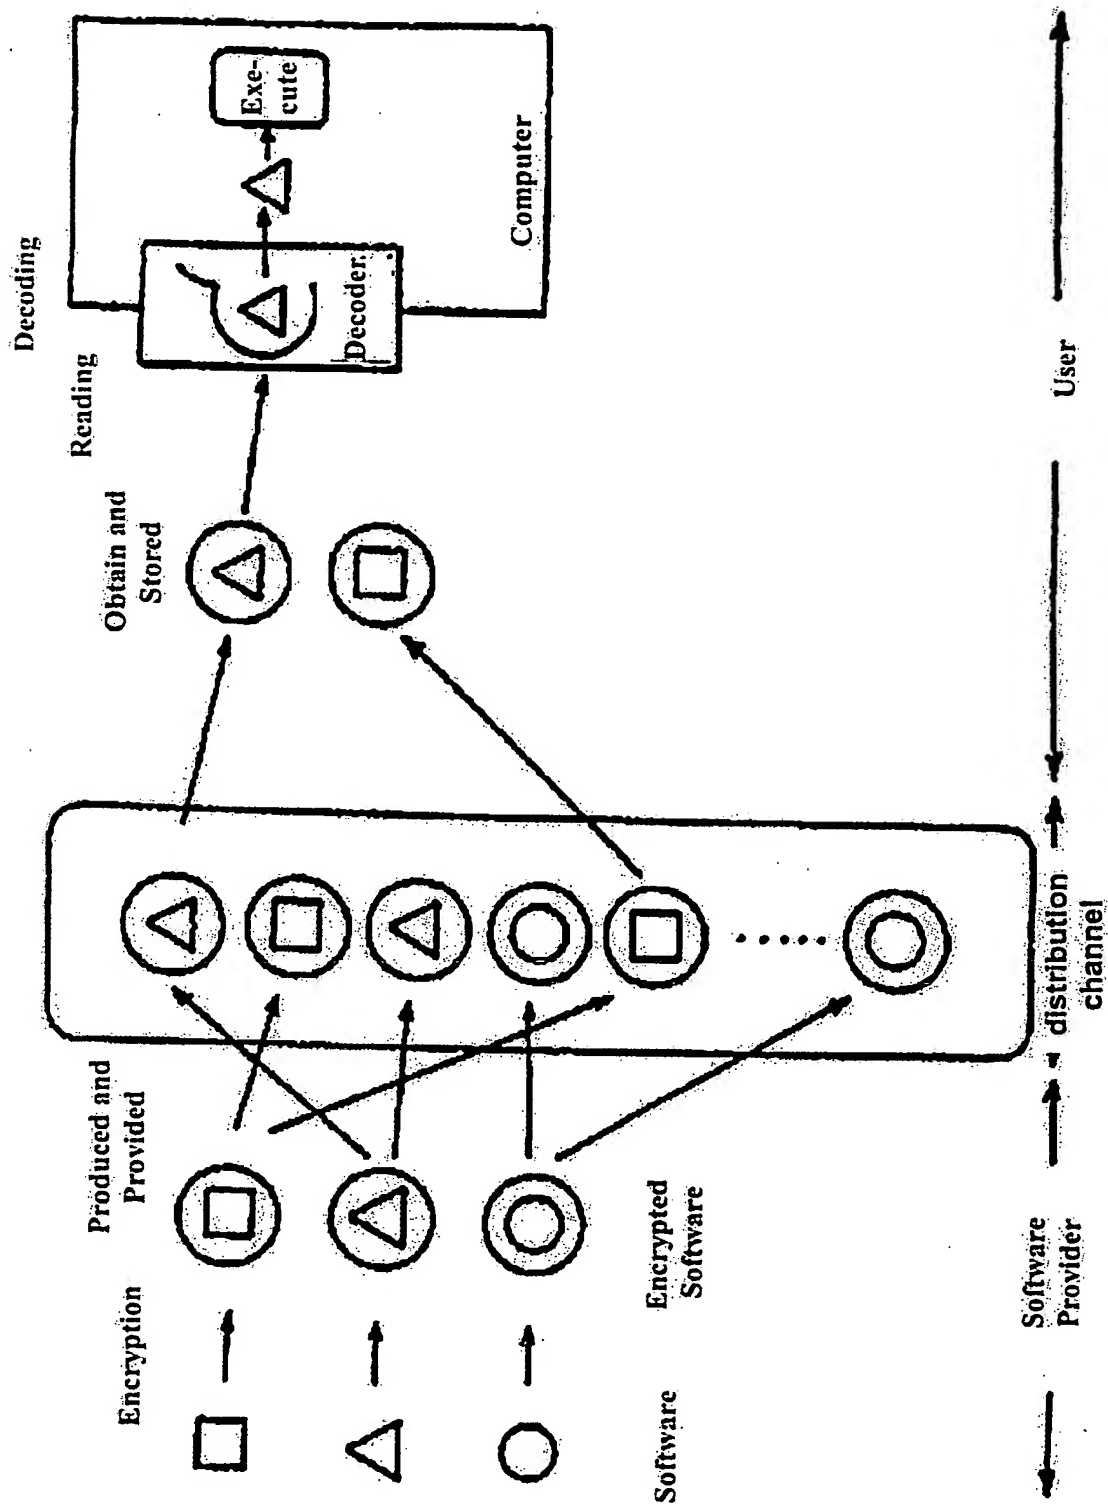 Encryption
Produced and
Provided
Obtain and
Stored
Reading
Decoding
Exe-
cute
Decoder
Computer
Software
Encrypted
Software
Software
Provider
distribution
channel
User